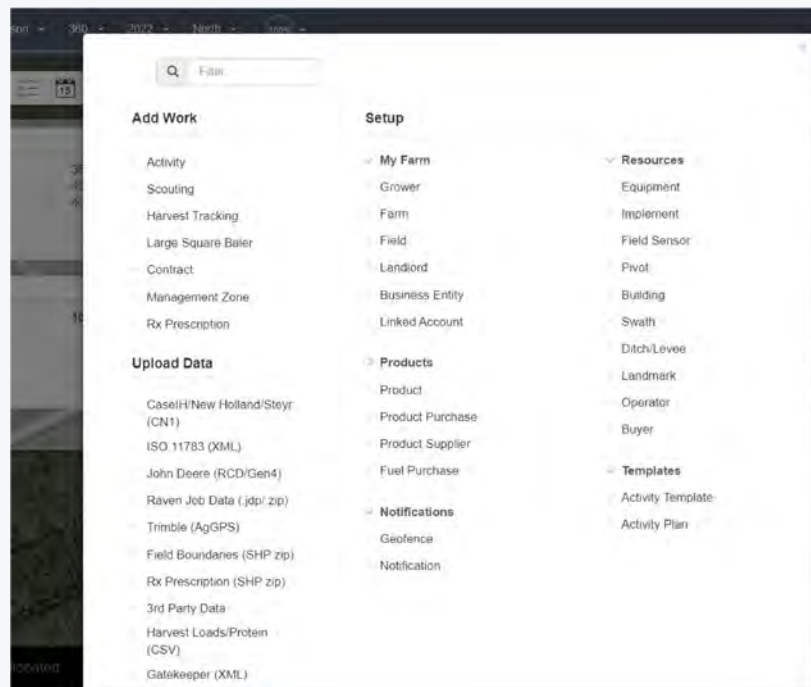 360
2022
North
15
Filter
Add Work
Activity
Scouting
Harvest Tracking
Large Square Baler
Contract
Management Zone
Rx Prescription
Upload Data
CaseIH/New Holland/Steyr
(CN1)
ISO 11783 (XML)
John Deere (RCD/Gen4)
Raven Job Data (.jdp/.zip)
Trimble (AgGPS)
Field Boundaries (SHP zip)
Rx Prescription (SHP zip)
3rd Party Data
Harvest Loads/Protein
(CSV)
Gatekeeper (XML)
Setup
My Farm
Grower
Farm
Field
Landlord
Business Entity
Linked Account
Products
Product
Product Purchase
Product Supplier
Fuel Purchase
Notifications
Geofence
Notification
Resources
Equipment
Implement
Field Sensor
Pivot
Building
Swath
Ditch/Levee
Landmark
Operator
Buyer
Templates
Activity Template
Activity Plan